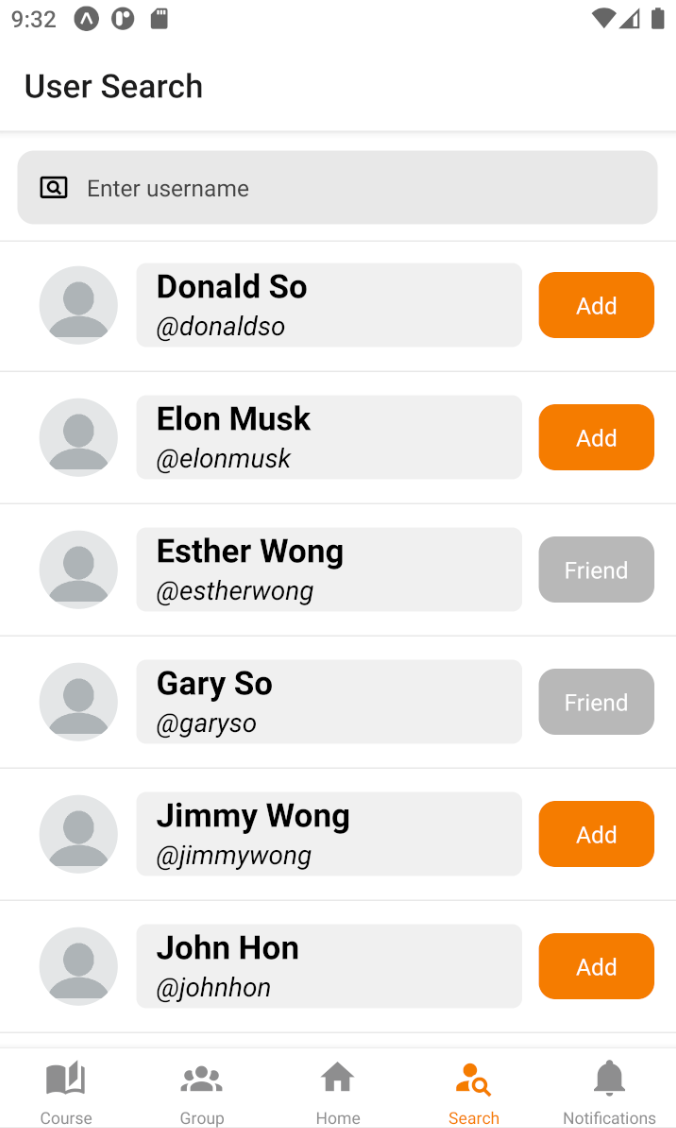 9:32
User Search
Enter username
Donald So
@donaldso
Add
Elon Musk
@elonmusk
Add
Esther Wong
@estherwong
Friend
Gary So
@garyso
Friend
Jimmy Wong
@jimmywong
Add
John Hon
@johnhon
Add
Course
Group
Home
Search
Notifications